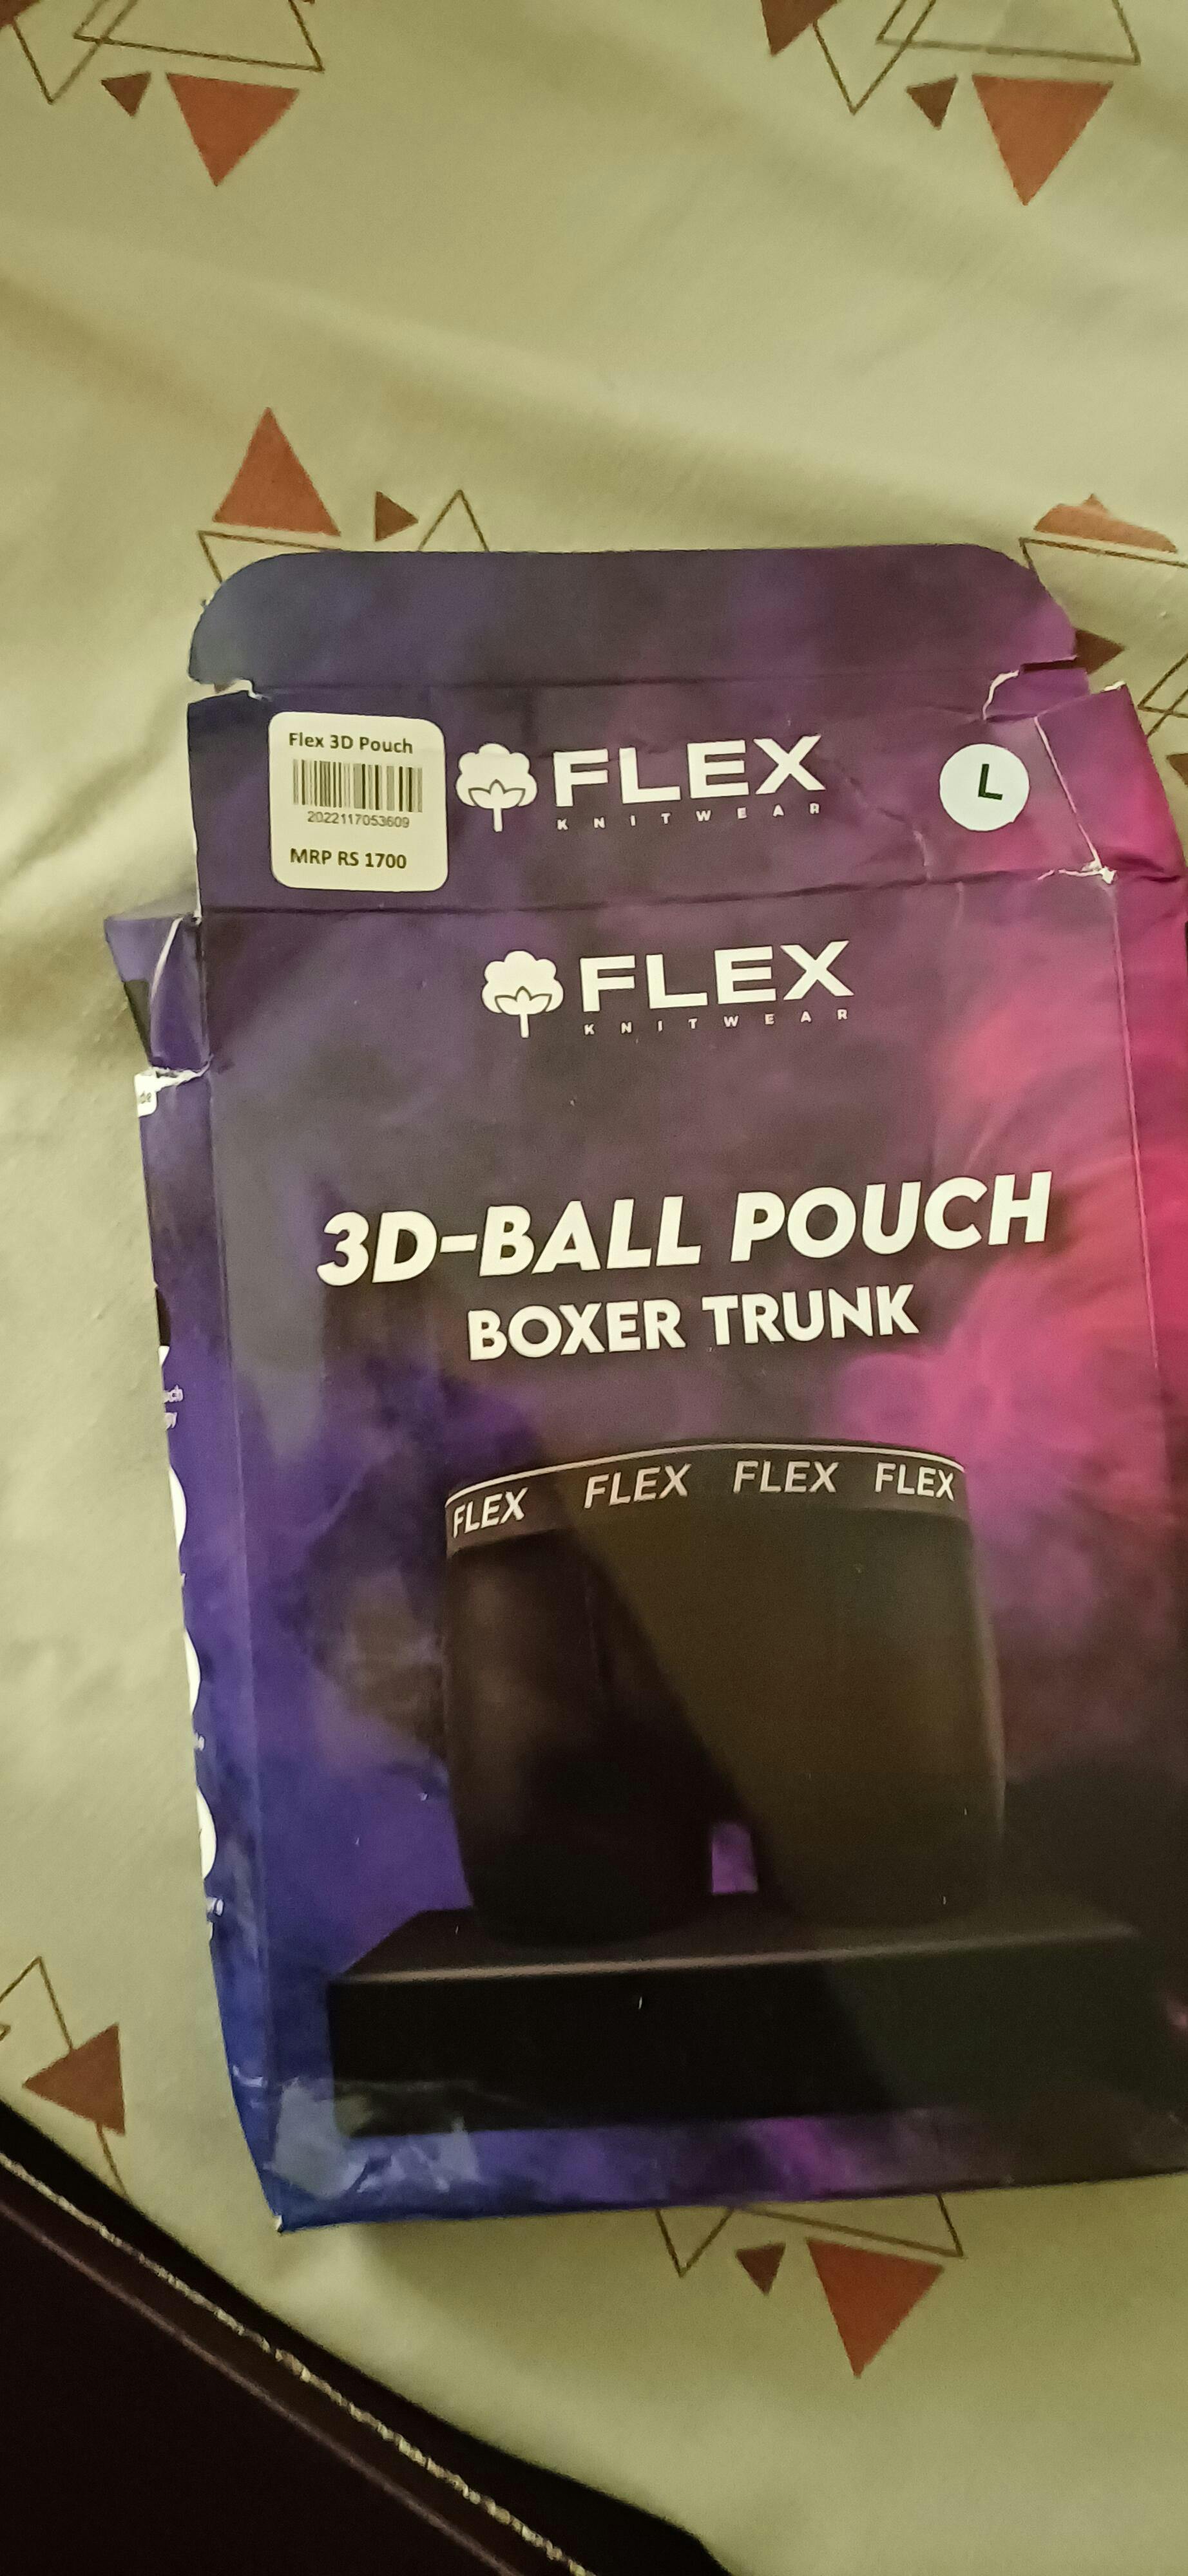 Flex 3D Pouch
2022117053609
MRP RS 1700
FLEX
KNITWEAR
L
FLEX
KNITWEAR
3D-BALL POUCH
BOXER TRUNK
FLEX FLEX FLEX FLEX